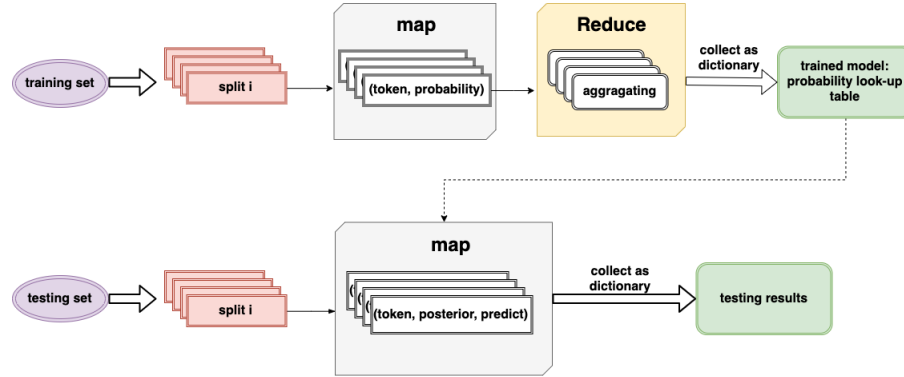 map
Reduce
collect as
dictionary
training set
split i
(token, probability)
aggragating
trained model:
probability look-up
table
map
collect as
dictionary
testing set
split i
(token, posterior, predict)
testing results